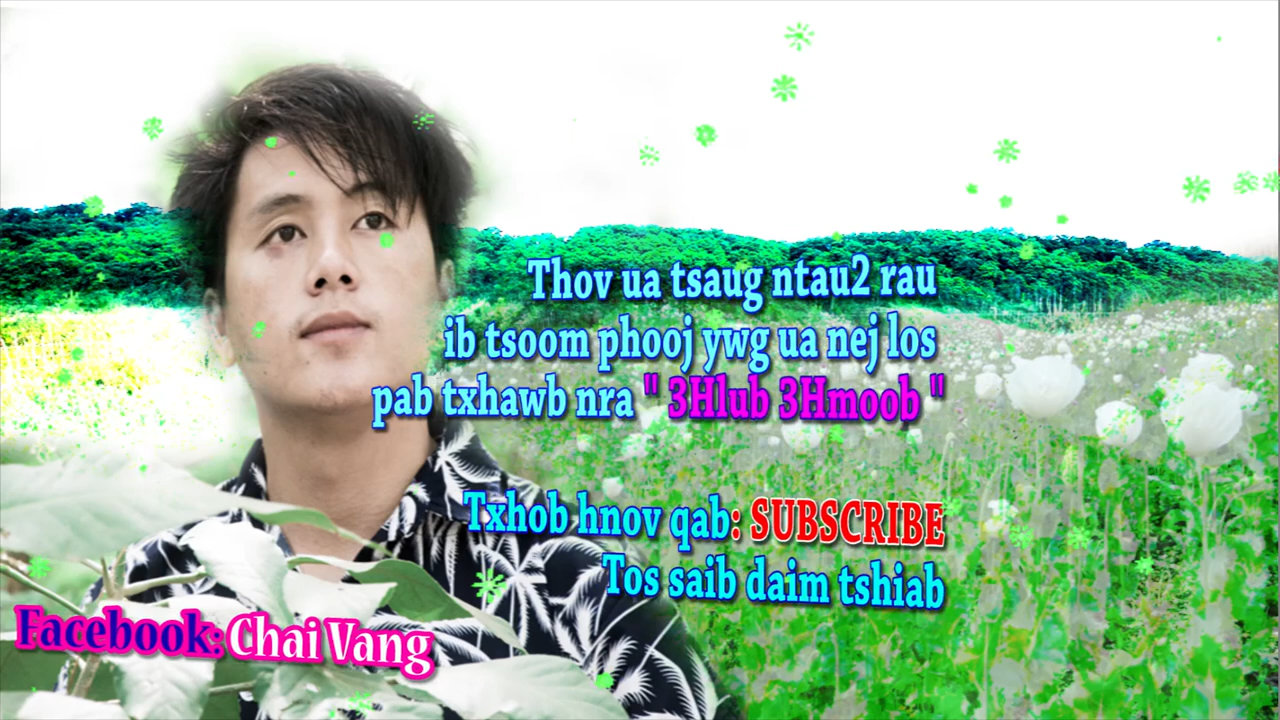 Thov ua tsaug ntau2 rau
ib tsoom phooj ywg ua nej los
pab txhawb nra " 3Hlub 3Hmoob "
Txhob hnov qab: SUBSCRIBE
Tos saib daim tshiab
Facebook: Chai Vang